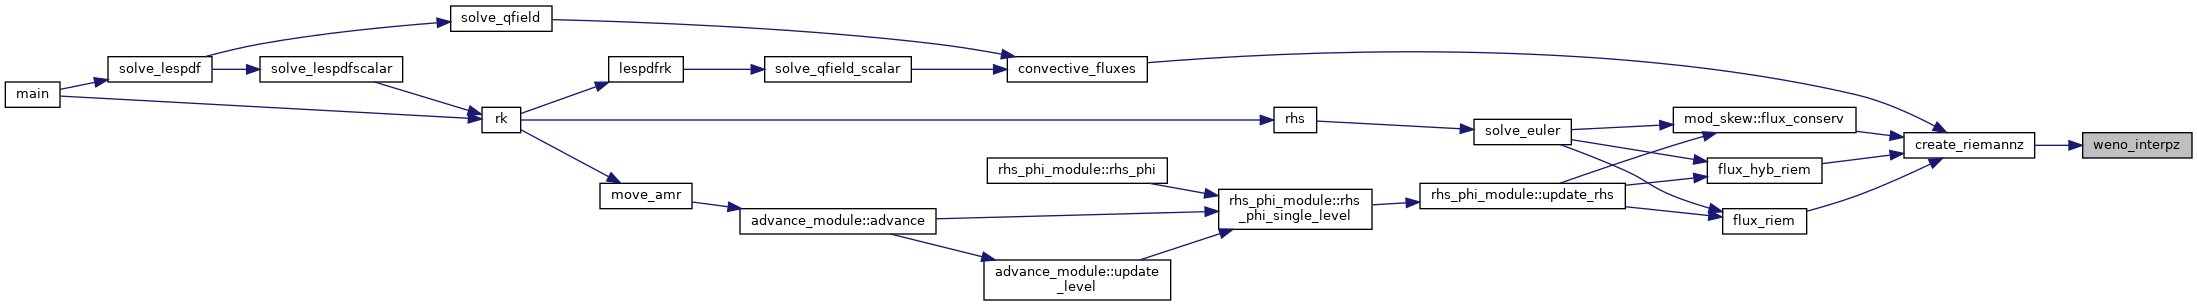 solve_qfield
solve_lespdf
solve_lespdfscalar
lespdfrk
solve_qfield_scalar
convective_fluxes
main
rk
rhs
solve_euler
mod_skew::flux_conserv
create_riemannz
weno_interpz
rhs_phi_module::rhs_phi
flux_hyb_riem
move_amr
advance_module::advance
rhs_phi_module::rhs
_phi_single_level
rhs_phi_module::update_rhs
flux_riem
advance_module::update
_level